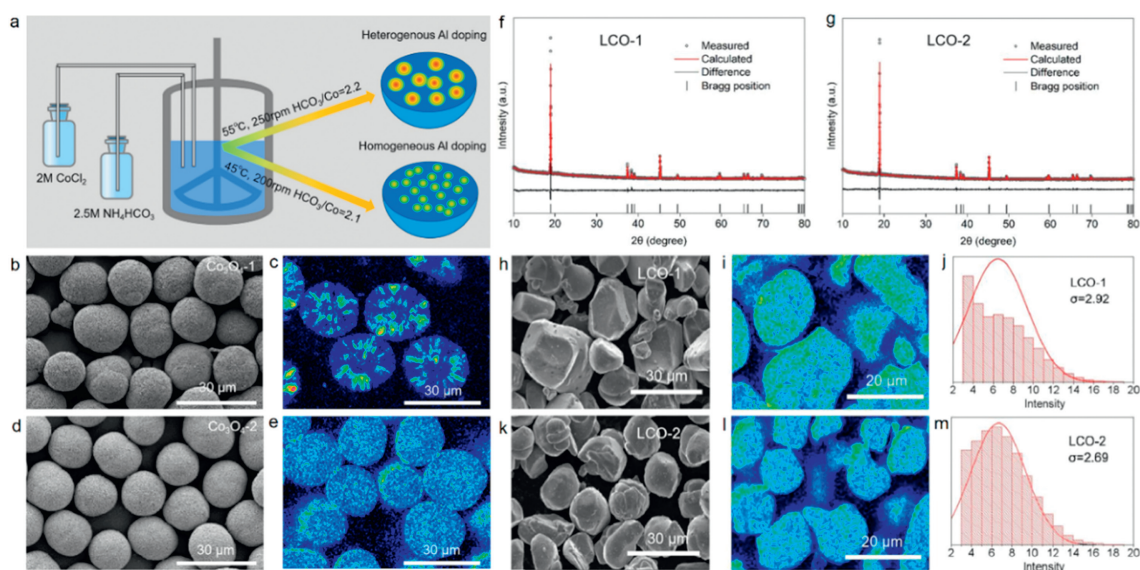 a
Heterogenous Al doping
55℃, 250rpm HCO₃/Co=2.2
Homogeneous Al doping
45℃, 200rpm HCO₃/Co=2.1
2M CoCl₂
2.5M NH₄HCO₃
f
LCO-1
Measured
Calculated
Difference
Bragg position
Intnesity (a.u.)
10 20 30 40 50 60 70 80
2θ (degree)
g
LCO-2
Measured
Calculated
Difference
Bragg position
Intnesity (a.u.)
10 20 30 40 50 60 70 80
2θ (degree)
b
Co₃O₄-1
30 μm
c
30 μm
h
LCO-1
30 μm
i
20 μm
j
LCO-1
σ=2.92
2 4 6 8 10 12 14 16 18 20
Intensity
d
Co₃O₄-2
30 μm
e
30 μm
k
LCO-2
30 μm
l
20 μm
m
LCO-2
σ=2.69
2 4 6 8 10 12 14 16 18 20
Intensity